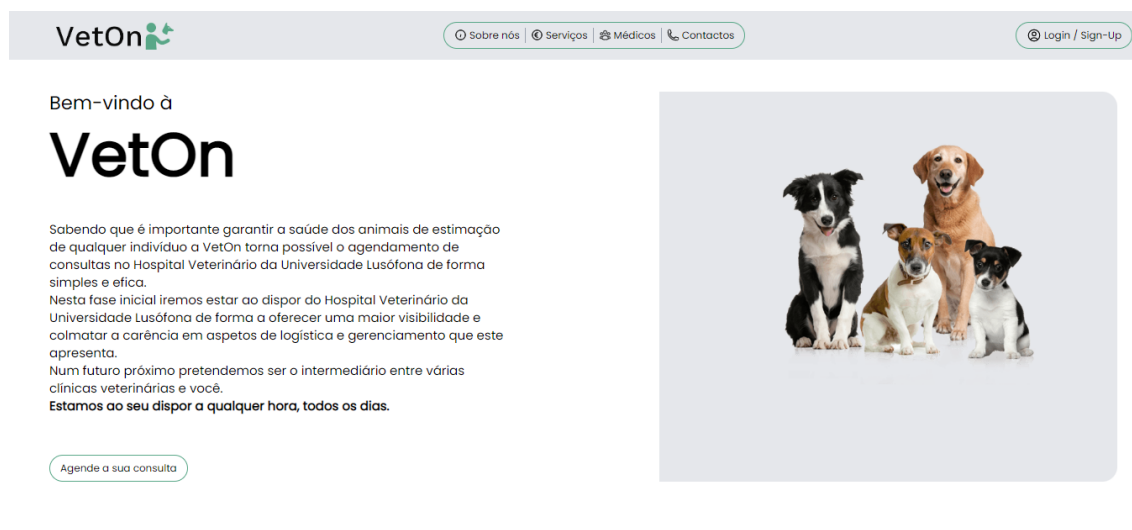 VetOn
Sobre nós
Serviços
Médicos
Contactos
Login / Sign-Up
Bem-vindo à
VetOn
Sabendo que é importante garantir a saúde dos animais de estimação
de qualquer indivíduo a VetOn torna possível o agendamento de
consultas no Hospital Veterinário da Universidade Lusófona de forma
simples e efica.
Nesta fase inicial iremos estar ao dispor do Hospital Veterinário da
Universidade Lusófona de forma a oferecer uma maior visibilidade e
colmatar a carência em aspetos de logística e gerenciamento que este
apresenta.
Num futuro próximo pretendemos ser o intermediário entre várias
clínicas veterinárias e você.
Estamos ao seu dispor a qualquer hora, todos os dias.
Agende a sua consulta